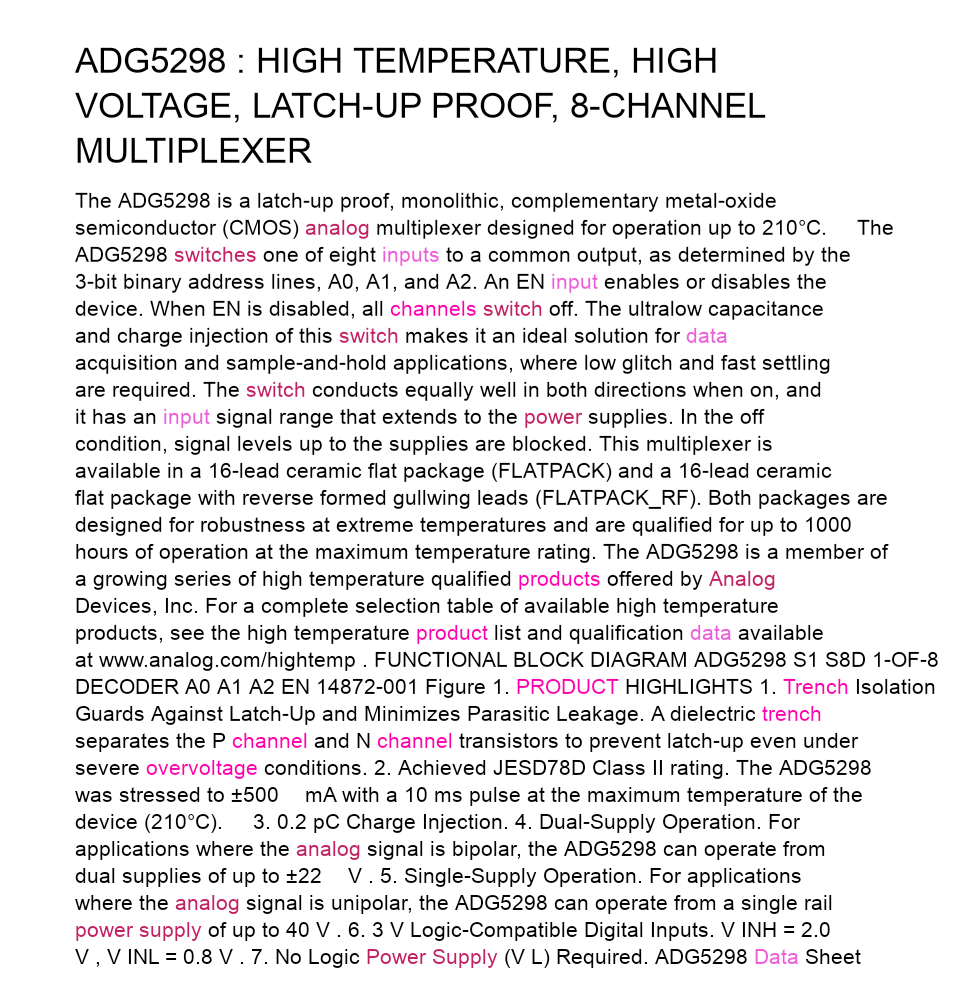 ADG5298 : HIGH TEMPERATURE, HIGH
VOLTAGE, LATCH-UP PROOF, 8-CHANNEL
MULTIPLEXER
The ADG5298 is a latch-up proof, monolithic, complementary metal-oxide
semiconductor (CMOS) analog multiplexer designed for operation up to 210°C. The
ADG5298 switches one of eight inputs to a common output, as determined by the
3-bit binary address lines, A0, A1, and A2. An EN input enables or disables the
device. When EN is disabled, all channels switch off. The ultralow capacitance
and charge injection of this switch makes it an ideal solution for data
acquisition and sample-and-hold applications, where low glitch and fast settling
are required. The switch conducts equally well in both directions when on, and
it has an input signal range that extends to the power supplies. In the off
condition, signal levels up to the supplies are blocked. This multiplexer is
available in a 16-lead ceramic flat package (FLATPACK) and a 16-lead ceramic
flat package with reverse formed gullwing leads (FLATPACK_RF). Both packages are
designed for robustness at extreme temperatures and are qualified for up to 1000
hours of operation at the maximum temperature rating. The ADG5298 is a member of
a growing series of high temperature qualified products offered by Analog
Devices, Inc. For a complete selection table of available high temperature
products, see the high temperature product list and qualification data available
at www.analog.com/hightemp . FUNCTIONAL BLOCK DIAGRAM ADG5298 S1 S8D 1-OF-8
DECODER A0 A1 A2 EN 14872-001 Figure 1. PRODUCT HIGHLIGHTS 1. Trench Isolation
Guards Against Latch-Up and Minimizes Parasitic Leakage. A dielectric trench
separates the P channel and N channel transistors to prevent latch-up even under
severe overvoltage conditions. 2. Achieved JESD78D Class II rating. The ADG5298
was stressed to ±500 mA with a 10 ms pulse at the maximum temperature of the
device (210°C). 3. 0.2 pC Charge Injection. 4. Dual-Supply Operation. For
applications where the analog signal is bipolar, the ADG5298 can operate from
dual supplies of up to ±22 V . 5. Single-Supply Operation. For applications
where the analog signal is unipolar, the ADG5298 can operate from a single rail
power supply of up to 40 V . 6. 3 V Logic-Compatible Digital Inputs. V INH = 2.0
V , V INL = 0.8 V . 7. No Logic Power Supply (V L) Required. ADG5298 Data Sheet